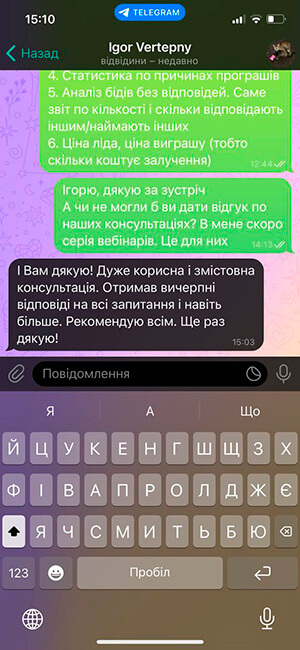 15:10
TELEGRAM
Назад
Igor Vertepny
відвідини – недавно
4. Статистика по причинах програшів
5. Аналіз бідів без відповідей. Саме
звіт по кількості і скільки відповідають
іншим/наймають інших
6. Ціна ліда, ціна виграшу (тобто
скільки коштує залучення)
12:44
Ігорю, дякую за зустріч
А чи не могли б ви дати відгук по
наших консультаціях? В мене скоро
серія вебінарів. Це для них
14:13
І Вам дякую! Дуже корисна і змістовна
консультація. Отримав вичерпні
відповіді на всі запитання і навіть
більше. Рекомендую всім. Ще раз
дякую!
15:03
Повідомлення
Я А Що
Й Ц У К Е Н Г Ш Щ З Х
Ф І В А П Р О Л Д Ж Є
Я Ч С М И Т Ь Б Ю
123 Пробіл